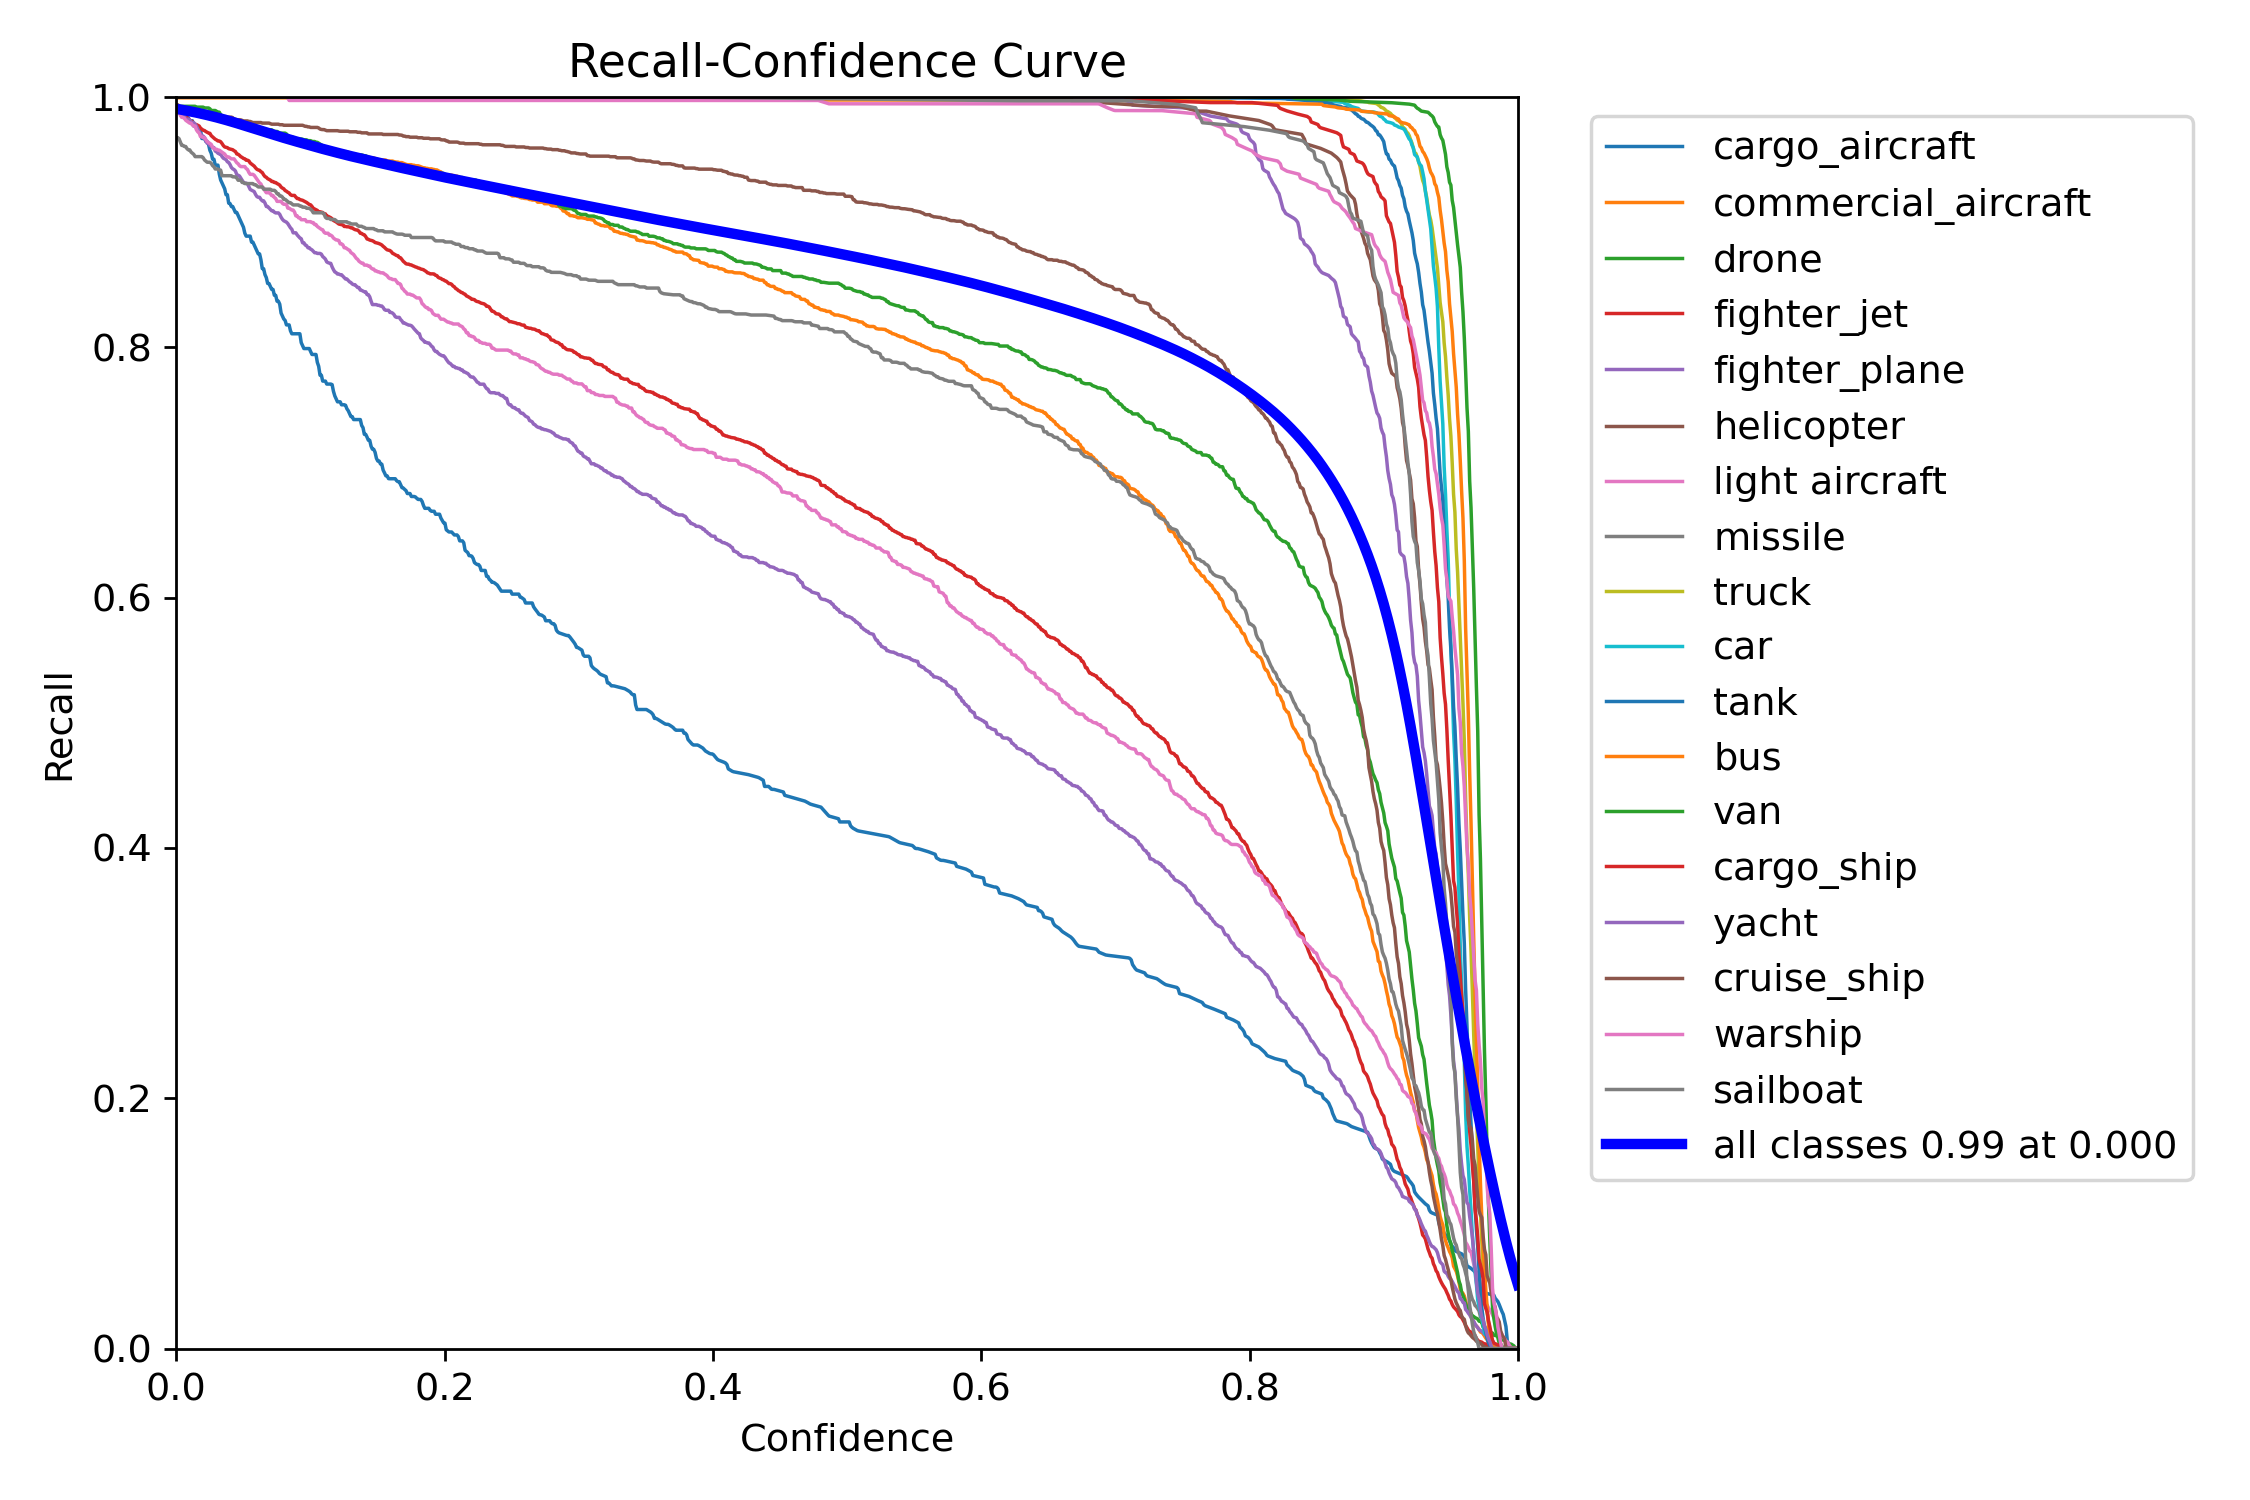 Recall-Confidence Curve
1.0
0.8
0.6
0.4
0.2
0.0
Recall
0.0 0.2 0.4 0.6 0.8 1.0
Confidence
cargo_aircraft
commercial_aircraft
drone
fighter_jet
fighter_plane
helicopter
light aircraft
missile
truck
car
tank
bus
van
cargo_ship
yacht
cruise_ship
warship
sailboat
all classes 0.99 at 0.000